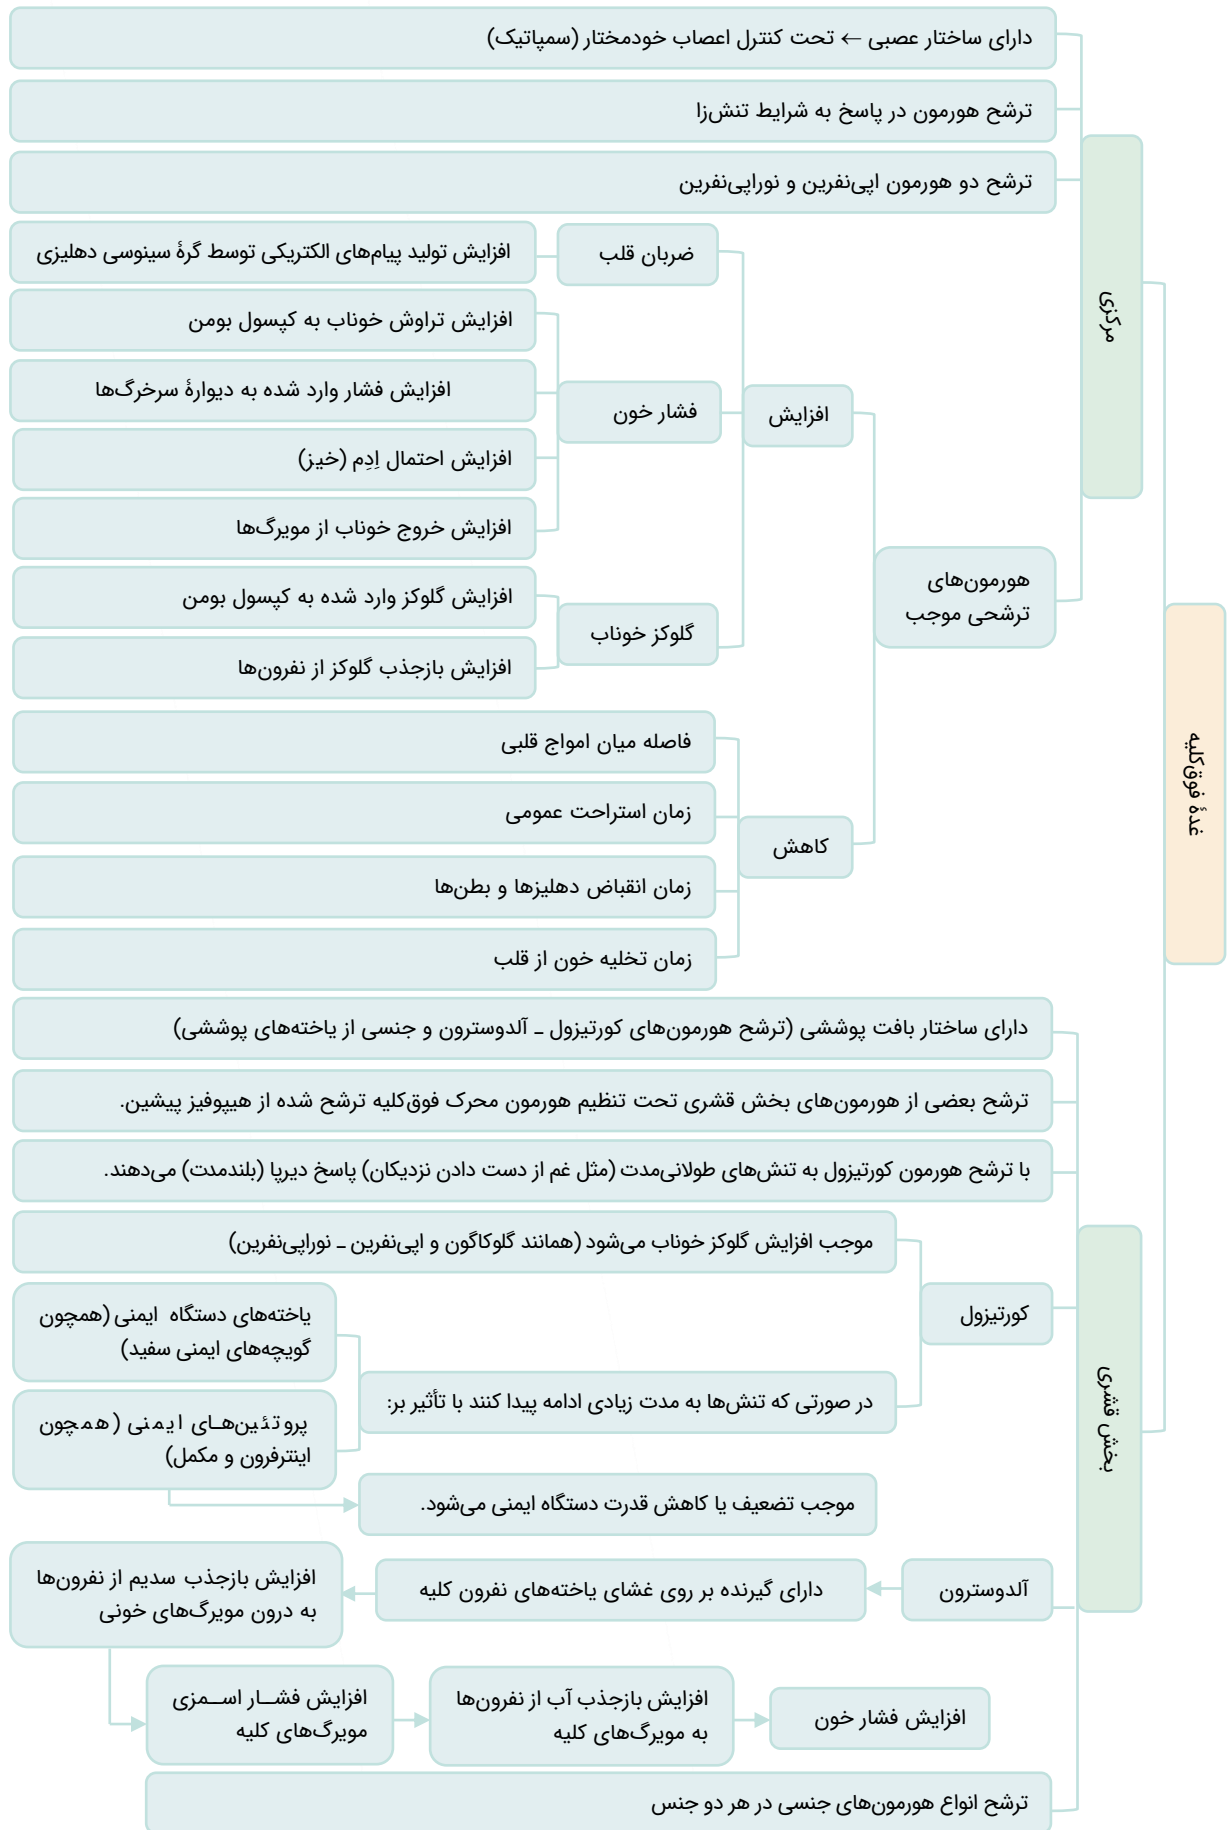 غدهٔ فوق‌کلیه
مرکزی
دارای ساختار عصبی ← تحت کنترل اعصاب خودمختار (سمپاتیک)
ترشح هورمون در پاسخ به شرایط تنش‌زا
ترشح دو هورمون اپی‌نفرین و نوراپی‌نفرین
هورمون‌های
ترشحی موجب
افزایش
ضربان قلب
افزایش تولید پیام‌های الکتریکی توسط گرهٔ سینوسی دهلیزی
فشار خون
افزایش تراوش خوناب به کپسول بومن
افزایش فشار وارد شده به دیوارهٔ سرخرگ‌ها
افزایش احتمال اِدِم (خیز)
افزایش خروج خوناب از مویرگ‌ها
گلوکز خوناب
افزایش گلوکز وارد شده به کپسول بومن
افزایش بازجذب گلوکز از نفرون‌ها
کاهش
فاصله میان امواج قلبی
زمان استراحت عمومی
زمان انقباض دهلیزها و بطن‌ها
زمان تخلیه خون از قلب
بخش قشری
دارای ساختار بافت پوششی (ترشح هورمون‌های کورتیزول ـ آلدوسترون و جنسی از یاخته‌های پوششی)
ترشح بعضی از هورمون‌های بخش قشری تحت تنظیم هورمون محرک فوق‌کلیه ترشح شده از هیپوفیز پیشین.
با ترشح هورمون کورتیزول به تنش‌های طولانی‌مدت (مثل غم از دست دادن نزدیکان) پاسخ دیرپا (بلندمدت) می‌دهند.
کورتیزول
موجب افزایش گلوکز خوناب می‌شود (همانند گلوکاگون و اپی‌نفرین ـ نوراپی‌نفرین)
در صورتی که تنش‌ها به مدت زیادی ادامه پیدا کنند با تأثیر بر:
یاخته‌های دستگاه ایمنی (همچون
گویچه‌های ایمنی سفید)
پروتئین‌هـای ایمنی (همچون
اینترفرون و مکمل)
موجب تضعیف یا کاهش قدرت دستگاه ایمنی می‌شود.
آلدوسترون
دارای گیرنده بر روی غشای یاخته‌های نفرون کلیه
افزایش بازجذب سدیم از نفرون‌ها
به درون مویرگ‌های خونی
افزایش فشــار اســمزی
مویرگ‌های کلیه
افزایش بازجذب آب از نفرون‌ها
به مویرگ‌های کلیه
افزایش فشار خون
ترشح انواع هورمون‌های جنسی در هر دو جنس